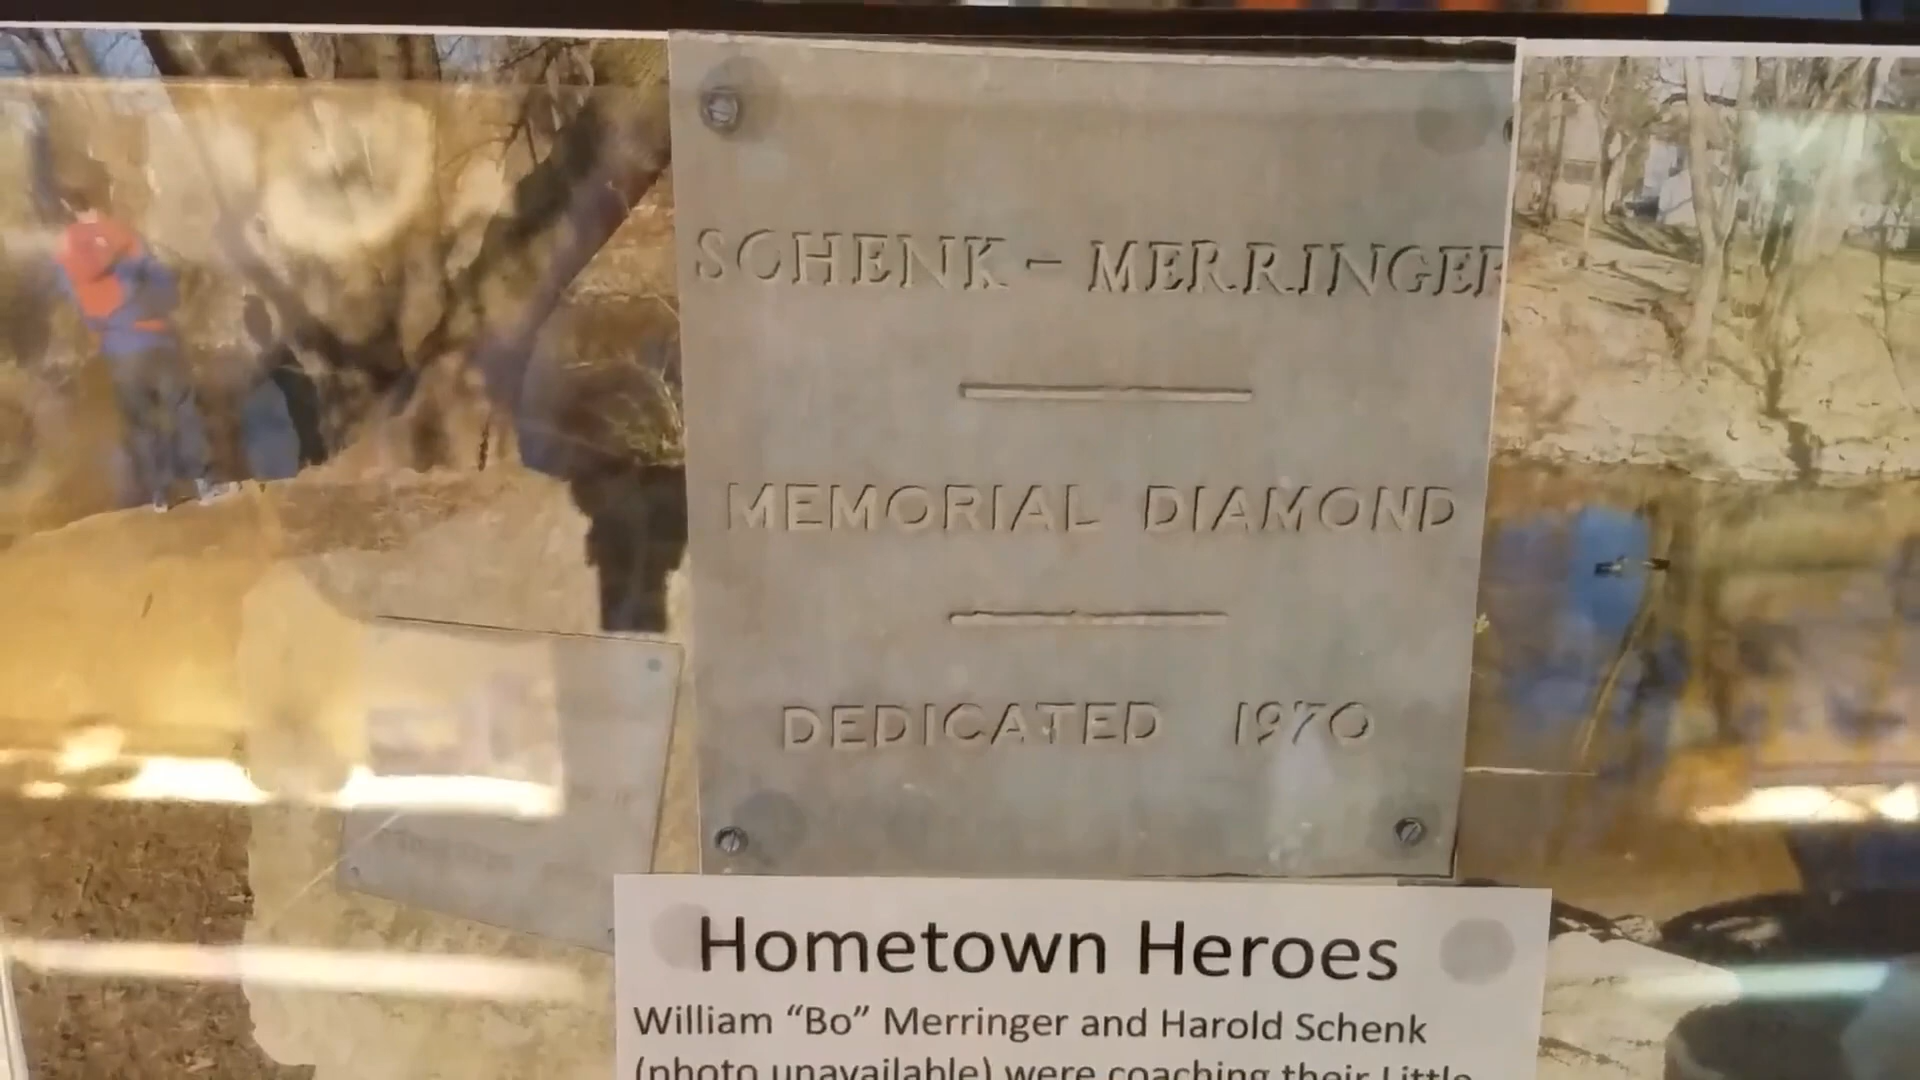 SCHENK - MERRINGER
MEMORIAL DIAMOND
DEDICATED 1970
Hometown Heroes
William “Bo” Merringer and Harold Schenk
(photo unavailable) were coaching their Little